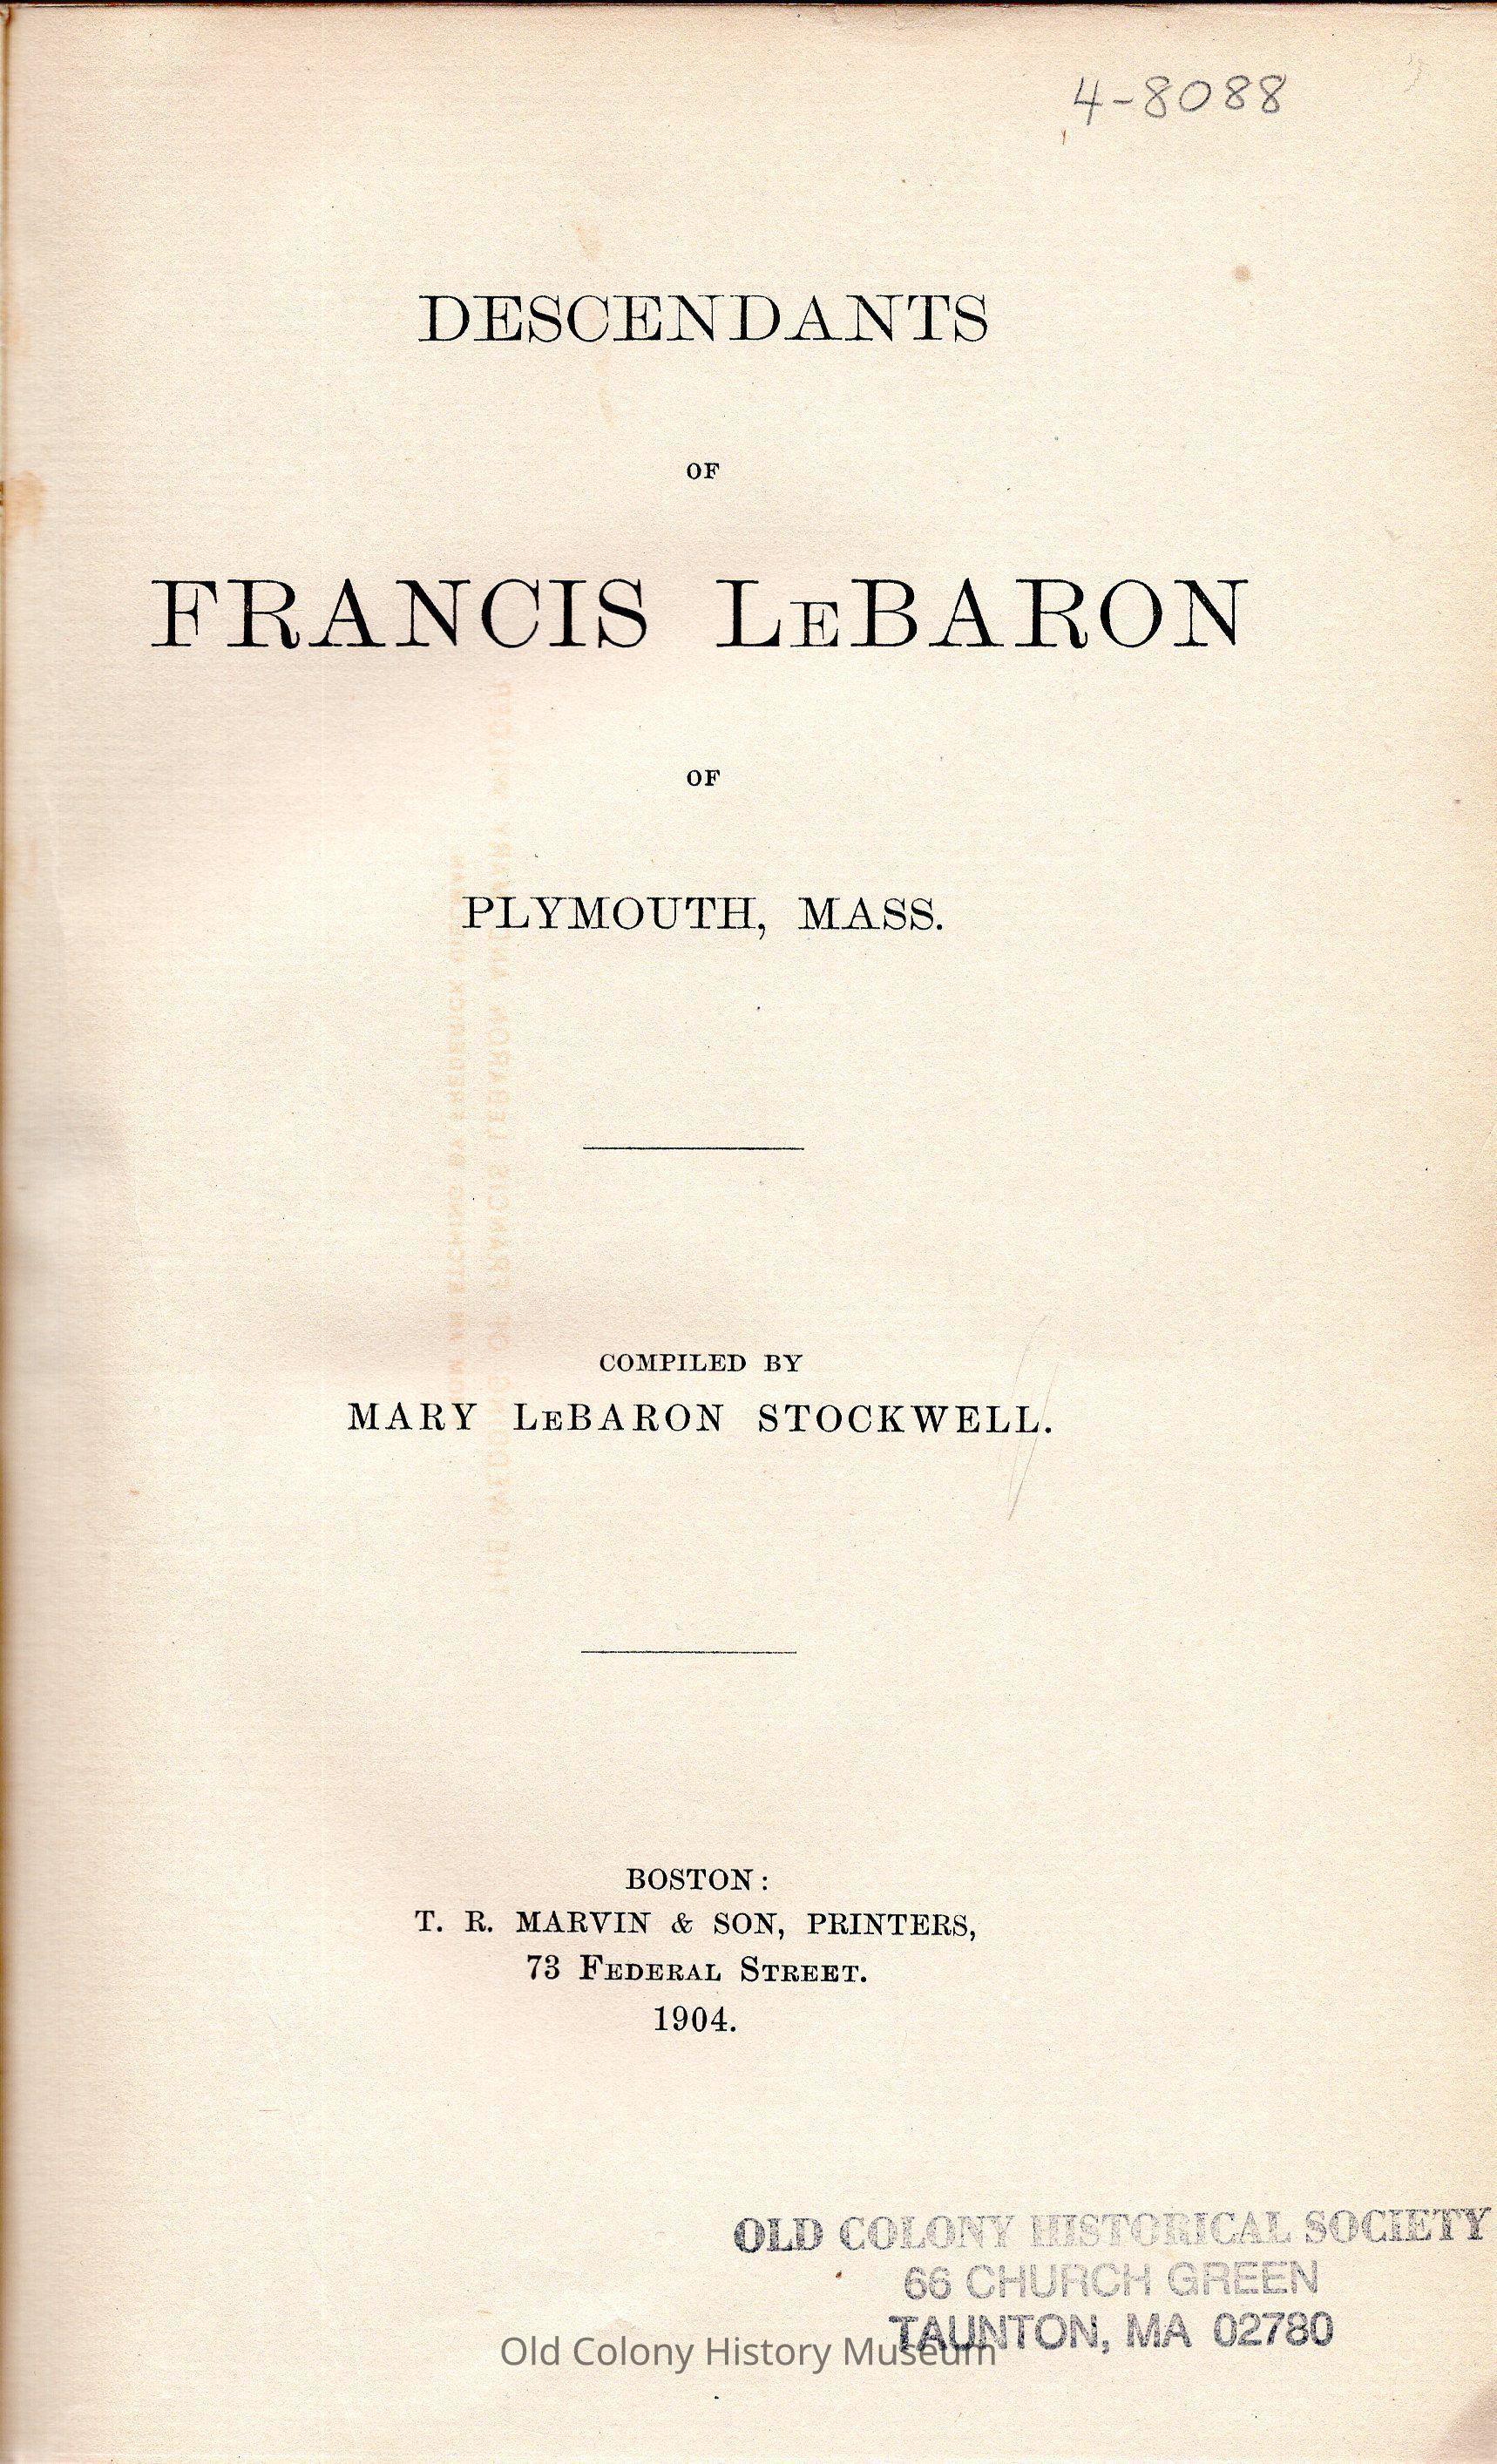 4-8088
DESCENDANTS
OF
FRANCIS LEBARON
OF
PLYMOUTH, MASS.
COMPILED BY
MARY LEBARON STOCKWELL.
BOSTON:
T. R. MARVIN & SON, PRINTERS,
73 FEDERAL STREET.
1904.
OLD COLONY HISTORICAL SOCIETY
66 CHURCH GREEN
TAUNTON, MA 02780
Old Colony History Museum